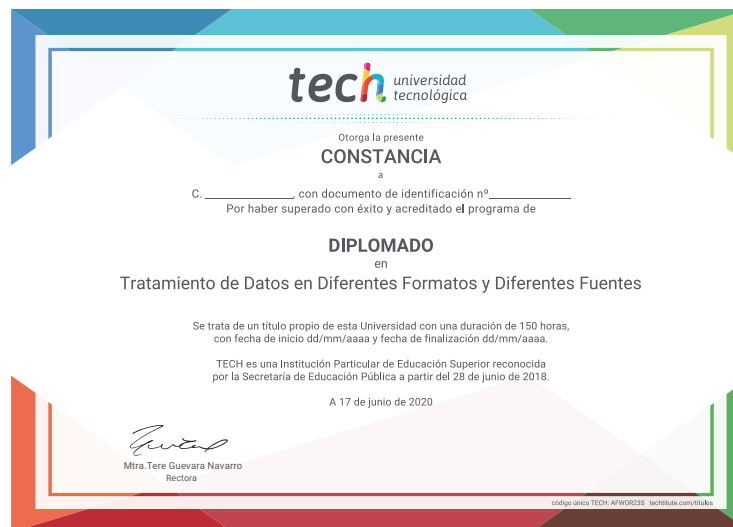 tech universidad
tecnológica
Otorga la presente
CONSTANCIA
a
C. ______________, con documento de identificación nº______________
Por haber superado con éxito y acreditado el programa de
DIPLOMADO
en
Tratamiento de Datos en Diferentes Formatos y Diferentes Fuentes
Se trata de un título propio de esta Universidad con una duración de 150 horas,
con fecha de inicio dd/mm/aaaa y fecha de finalización dd/mm/aaaa.
TECH es una Institución Particular de Educación Superior reconocida
por la Secretaría de Educación Pública a partir del 28 de junio de 2018.
A 17 de junio de 2020
Mtra.Tere Guevara Navarro
Rectora
código único TECH: AFWOR23S techtitute.com/títulos